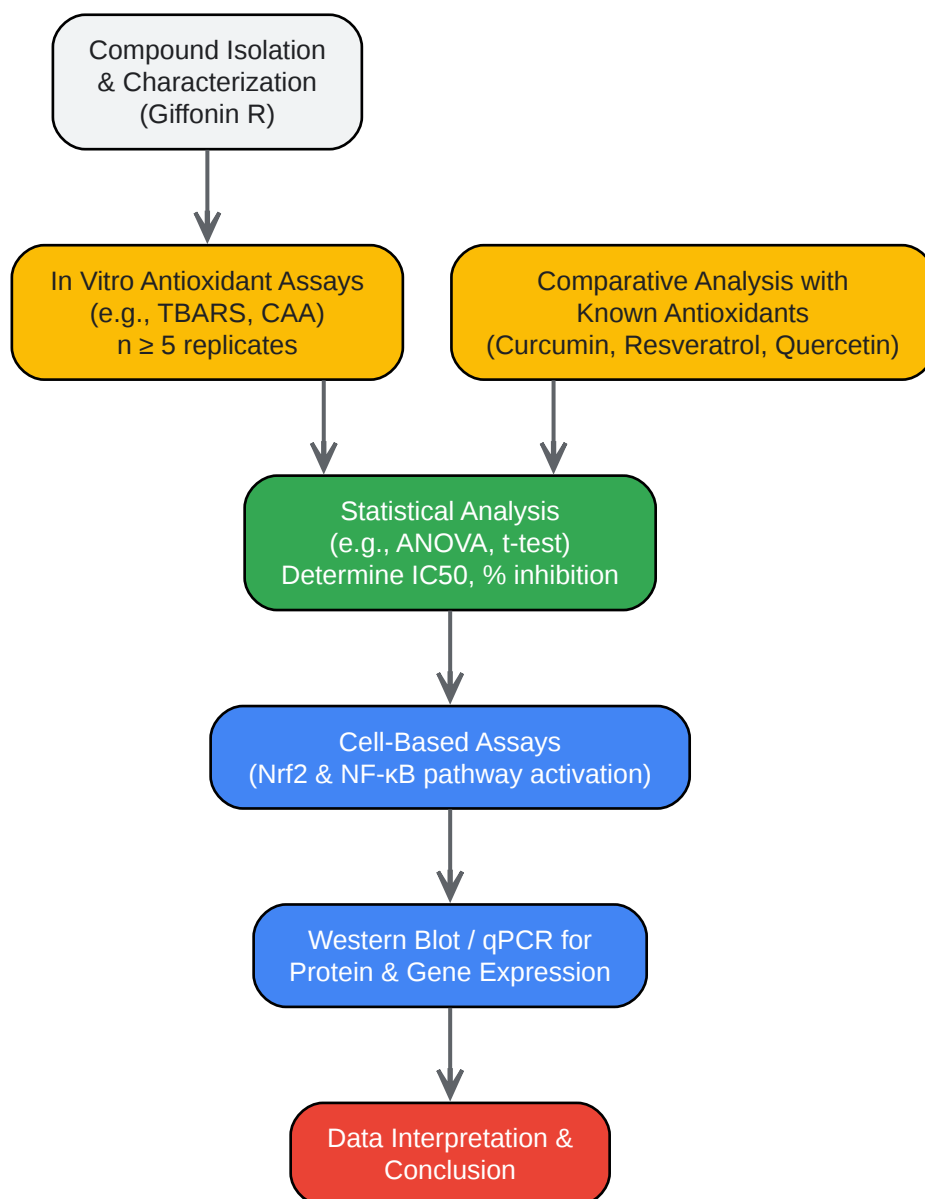 Compound Isolation
& Characterization
(Giffonin R)
In Vitro Antioxidant Assays
(e.g., TBARS, CAA)
n ≥ 5 replicates
Comparative Analysis with
Known Antioxidants
(Curcumin, Resveratrol, Quercetin)
Statistical Analysis
(e.g., ANOVA, t-test)
Determine IC50, % inhibition
Cell-Based Assays
(Nrf2 & NF-κB pathway activation)
Western Blot / qPCR for
Protein & Gene Expression
Data Interpretation &
Conclusion